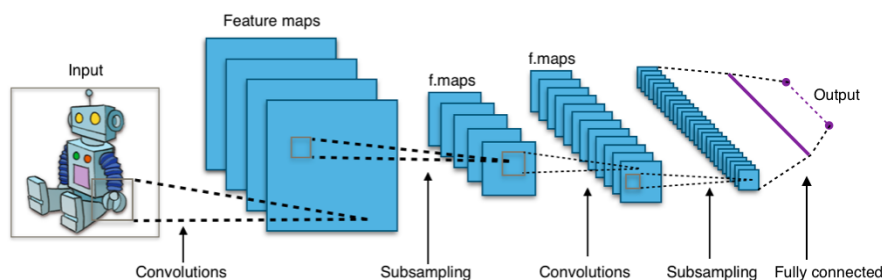 Feature maps
Input
f.maps
f.maps
Output
Convolutions
Subsampling
Convolutions
Subsampling
Fully connected